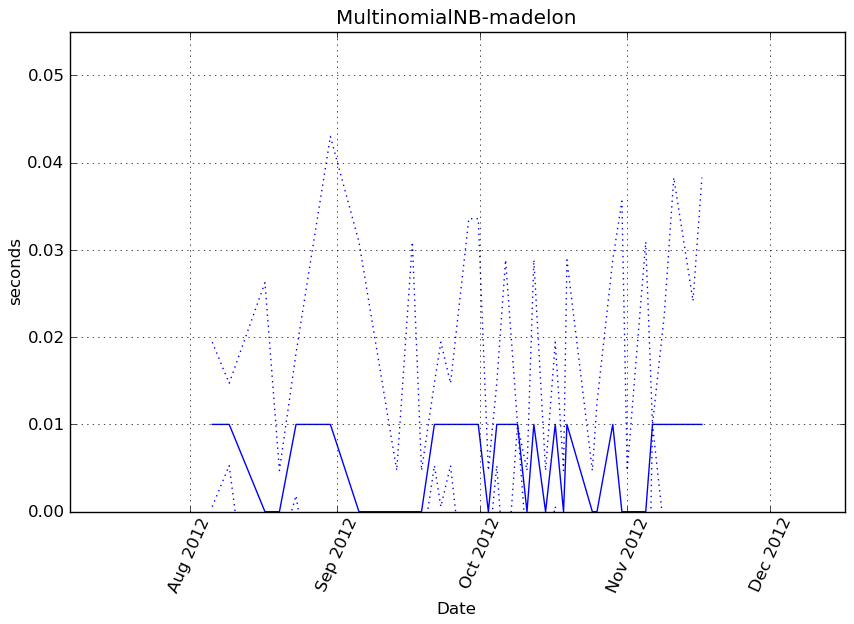 MultinomialNB-madelon
0.05
0.04
0.03
0.02
0.01
0.00
seconds
Aug 2012
Sep 2012
Oct 2012
Nov 2012
Dec 2012
Date